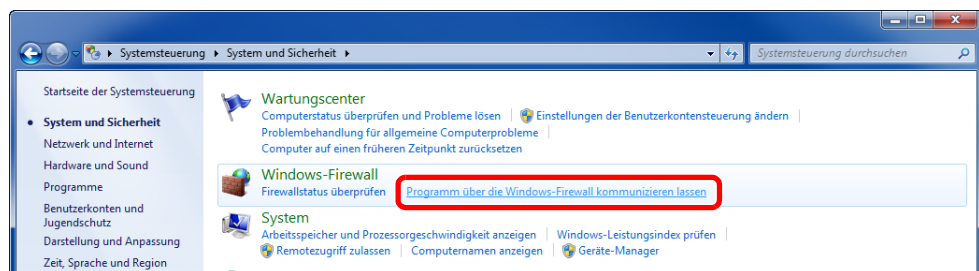 Systemsteuerung ▸ System und Sicherheit ▸
Systemsteuerung durchsuchen
Startseite der Systemsteuerung
System und Sicherheit
Netzwerk und Internet
Hardware und Sound
Programme
Benutzerkonten und
Jugendschutz
Darstellung und Anpassung
Zeit, Sprache und Region
Wartungscenter
Computerstatus überprüfen und Probleme lösen Einstellungen der Benutzerkontensteuerung ändern
Problembehandlung für allgemeine Computerprobleme
Computer auf einen früheren Zeitpunkt zurücksetzen
Windows-Firewall
Firewallstatus überprüfen Programm über die Windows-Firewall kommunizieren lassen
System
Arbeitsspeicher und Prozessorgeschwindigkeit anzeigen Windows-Leistungsindex prüfen
Remotezugriff zulassen Computernamen anzeigen Geräte-Manager